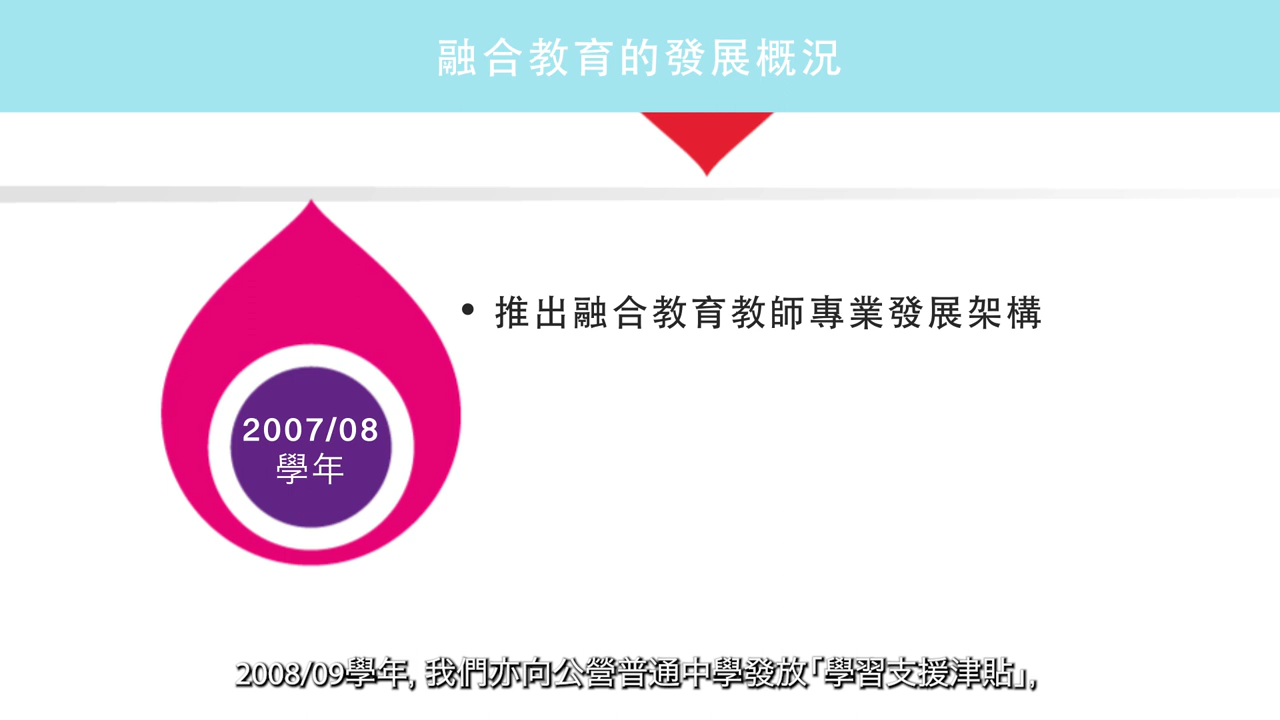 融合教育的發展概況
• 推出融合教育教師專業發展架構
2007/08
學年
2008/09學年, 我們亦向公營普通中學發放「學習支援津貼」,